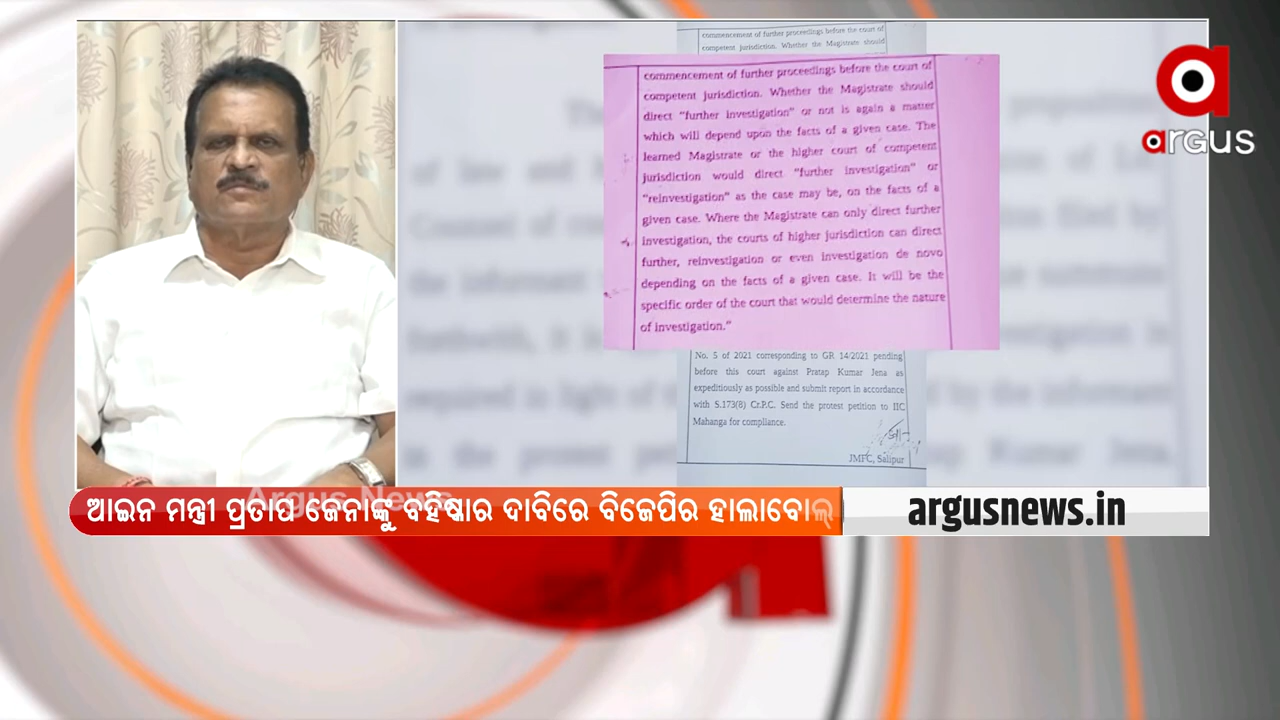 commencement of further proceedings before the court of
competent jurisdiction. Whether the Magistrate should
commencement of further proceedings before the court of
competent jurisdiction. Whether the Magistrate should
direct "further investigation" or not is again a matter
which will depend upon the facts of a given case. The
learned Magistrate or the higher court of competent
jurisdiction would direct "further investigation" or
"reinvestigation" as the case may be, on the facts of a
given case. Where the Magistrate can only direct further
investigation, the courts of higher jurisdiction can direct
further, reinvestigation or even investigation de novo
depending on the facts of a given case. It will be the
specific order of the court that would determine the nature
of investigation."
No. 5 of 2021 corresponding to GR 14/2021 pending
before this court against Pratap Kumar Jena as
expeditiously as possible and submit report in accordance
with S.173(8) Cr.P.C. Send the protest petition to IIC
Mahanga for compliance.
JMFC, Salipur
argus
Argus News
ଆଇନ ମନ୍ତ୍ରୀ ପ୍ରତାପ ଜେନାଙ୍କୁ ବହିଷ୍କାର ଦାବିରେ ବିଜେପିର ହାଲାବୋଲ୍
argusnews.in